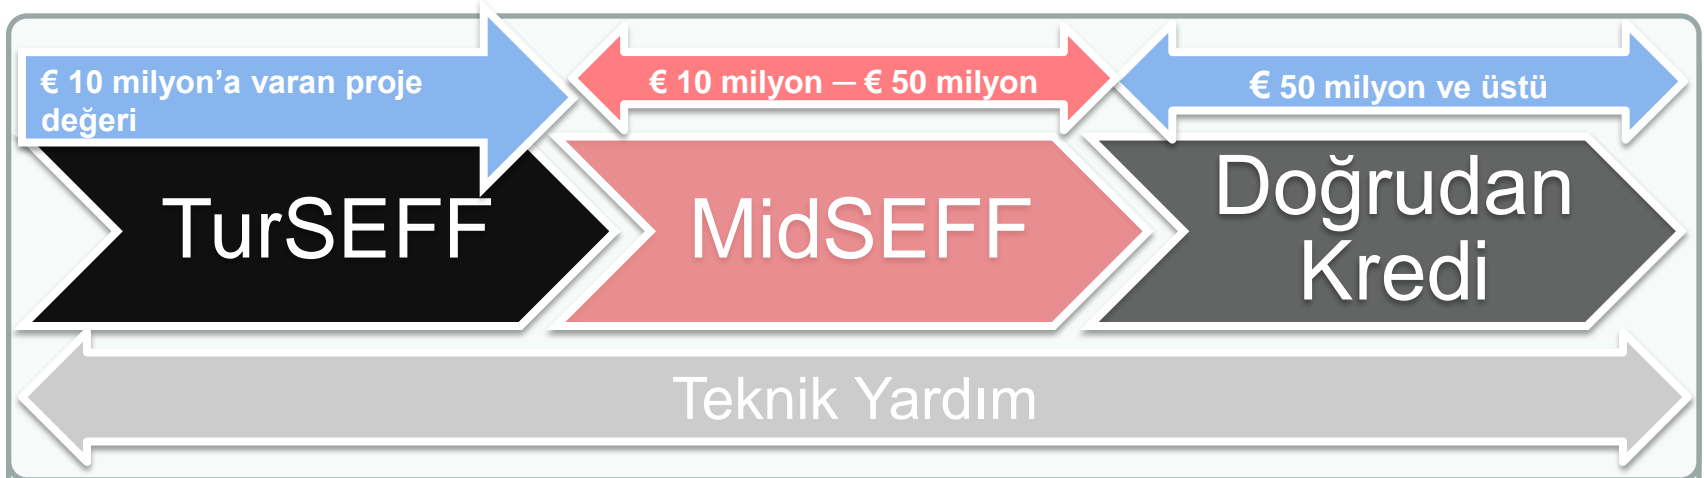 € 10 milyon’a varan proje
değeri
€ 10 milyon – € 50 milyon
€ 50 milyon ve üstü
TurSEFF
MidSEFF
Doğrudan
Kredi
Teknik Yardım